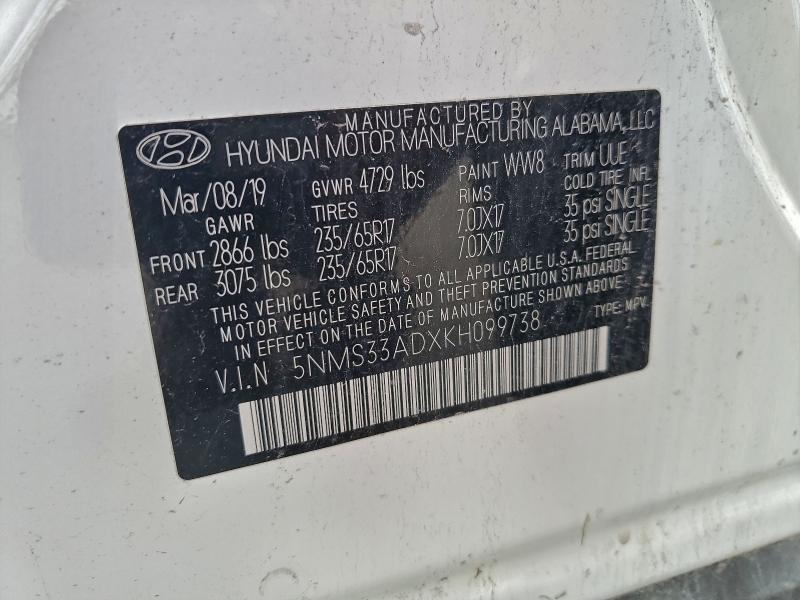 MANUFACTURED BY
HYUNDAI MOTOR MANUFACTURING ALABAMA, LLC
Mar/08/19 GVWR 4729 lbs PAINT WW8 TRIM UUE
GAWR TIRES RIMS COLD TIRE INFL
FRONT 2866 lbs 235/65R17 7.0JX17 35 psi SINGLE
REAR 3075 lbs 235/65R17 7.0JX17 35 psi SINGLE
THIS VEHICLE CONFORMS TO ALL APPLICABLE U.S.A. FEDERAL
MOTOR VEHICLE SAFETY AND THEFT PREVENTION STANDARDS
IN EFFECT ON THE DATE OF MANUFACTURE SHOWN ABOVE.
V.I.N 5NMS33ADXKH099738 TYPE: MPV